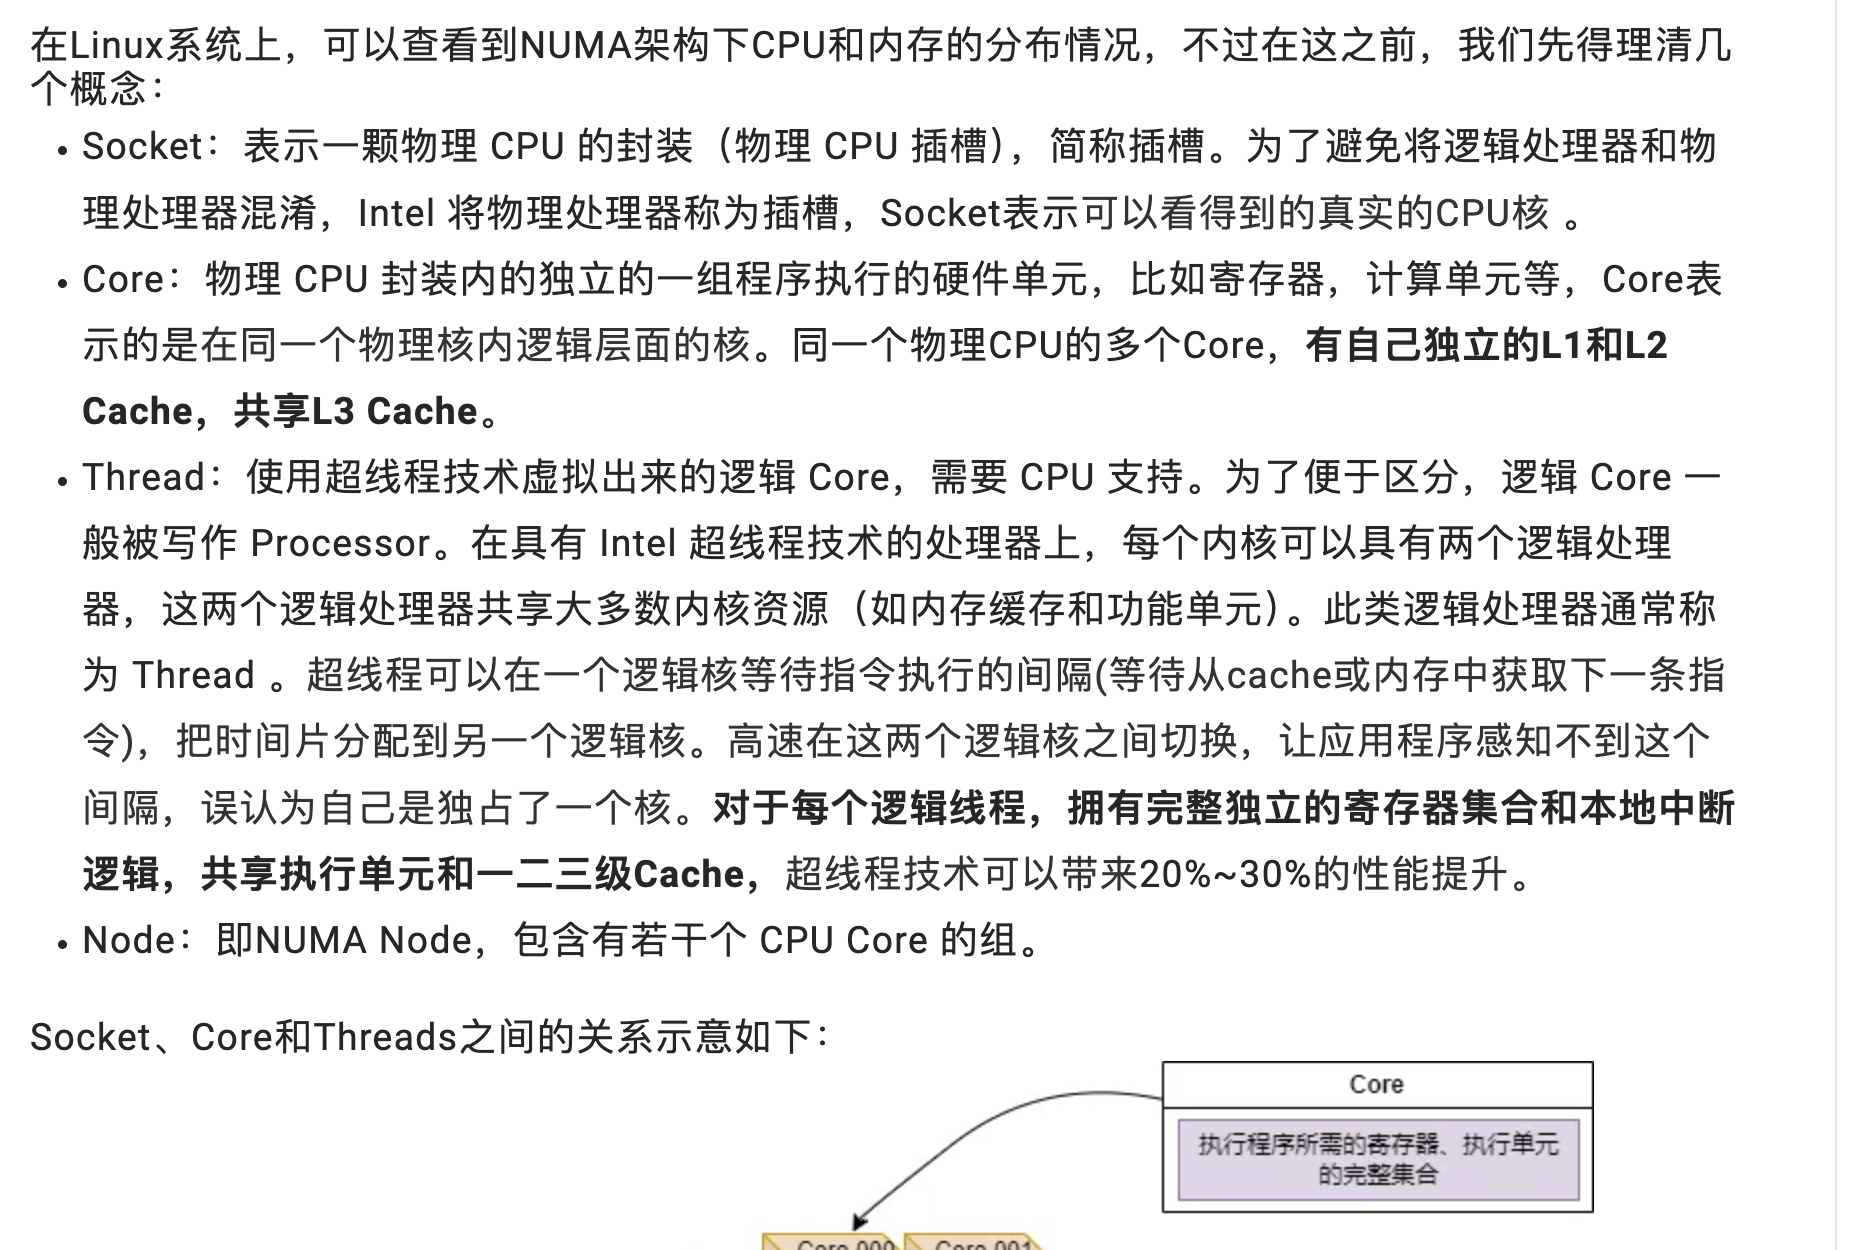 在Linux系统上，可以查看到NUMA架构下CPU和内存的分布情况，不过在这之前，我们先得理清几
个概念：
• Socket：表示一颗物理 CPU 的封装（物理 CPU 插槽），简称插槽。为了避免将逻辑处理器和物
理处理器混淆，Intel 将物理处理器称为插槽，Socket表示可以看得到的真实的CPU核 。
• Core：物理 CPU 封装内的独立的一组程序执行的硬件单元，比如寄存器，计算单元等，Core表
示的是在同一个物理核内逻辑层面的核。同一个物理CPU的多个Core，有自己独立的L1和L2
Cache，共享L3 Cache。
• Thread：使用超线程技术虚拟出来的逻辑 Core，需要 CPU 支持。为了便于区分，逻辑 Core 一
般被写作 Processor。在具有 Intel 超线程技术的处理器上，每个内核可以具有两个逻辑处理
器，这两个逻辑处理器共享大多数内核资源（如内存缓存和功能单元）。此类逻辑处理器通常称
为 Thread 。超线程可以在一个逻辑核等待指令执行的间隔(等待从cache或内存中获取下一条指
令)，把时间片分配到另一个逻辑核。高速在这两个逻辑核之间切换，让应用程序感知不到这个
间隔，误认为自己是独占了一个核。对于每个逻辑线程，拥有完整独立的寄存器集合和本地中断
逻辑，共享执行单元和一二三级Cache，超线程技术可以带来20%~30%的性能提升。
• Node：即NUMA Node，包含有若干个 CPU Core 的组。
Socket、Core和Threads之间的关系示意如下：
Core
执行程序所需的寄存器、执行单元
的完整集合
Core 000
Core 001